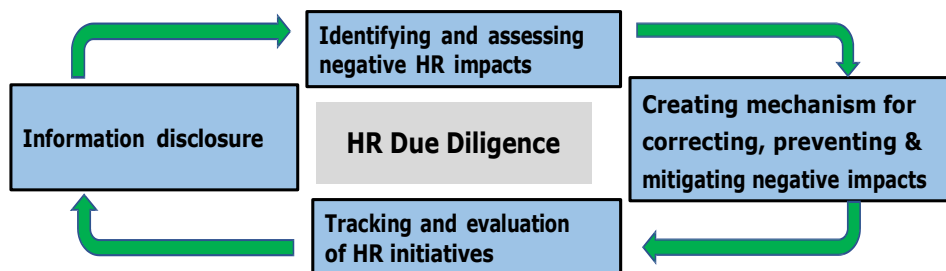 Identifying and assessing
negative HR impacts
Creating mechanism for
correcting, preventing &
mitigating negative impacts
Information disclosure
HR Due Diligence
Tracking and evaluation
of HR initiatives